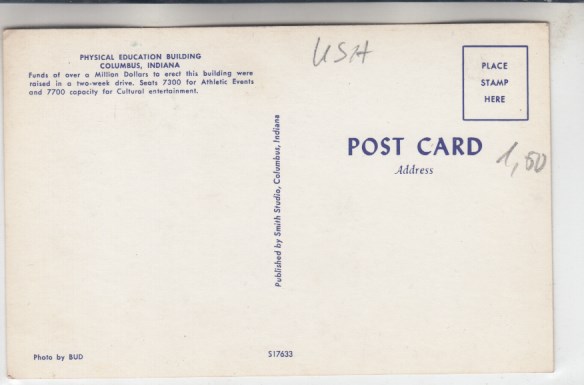 PHYSICAL EDUCATION BUILDING
COLUMBUS, INDIANA
Funds of over a Million Dollars to erect this building were
raised in a two-week drive. Seats 7300 for Athletic Events
and 7700 capacity for Cultural entertainment.
USA
PLACE
STAMP
HERE
POST CARD
Address
1,50
Published by Smith Studio, Columbus, Indiana
Photo by BUD
S17633